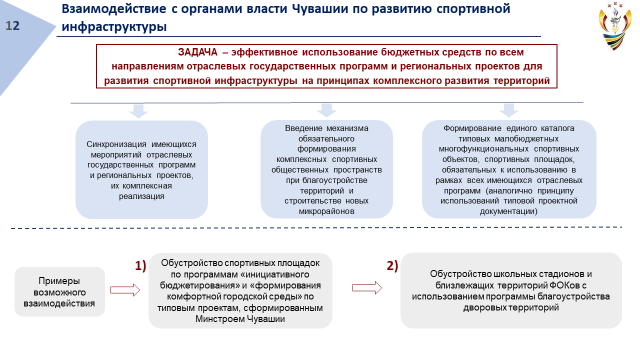 12
Взаимодействие с органами власти Чувашии по развитию спортивной
инфраструктуры
ЗАДАЧА – эффективное использование бюджетных средств по всем
направлениям отраслевых государственных программ и региональных проектов для
развития спортивной инфраструктуры на принципах комплексного развития территорий
Синхронизация имеющихся
мероприятий отраслевых
государственных программ
и региональных проектов,
их комплексная
реализация
Введение механизма
обязательного
формирования
комплексных спортивных
общественных пространств
при благоустройстве
территорий и
строительстве новых
микрорайонов
Формирование единого каталога
типовых малобюджетных
многофункциональных спортивных
объектов, спортивных площадок,
обязательных к использованию в
рамках всех имеющихся отраслевых
программ (аналогично принципу
использований типовой проектной
документации)
Примеры
возможного
взаимодействия
1)
Обустройство спортивных площадок
по программам «инициативного
бюджетирования» и «формирования
комфортной городской среды» по
типовым проектам, сформированным
Минстроем Чувашии
2)
Обустройство школьных стадионов и
близлежащих территорий ФОКов с
использованием программы благоустройства
дворовых территорий